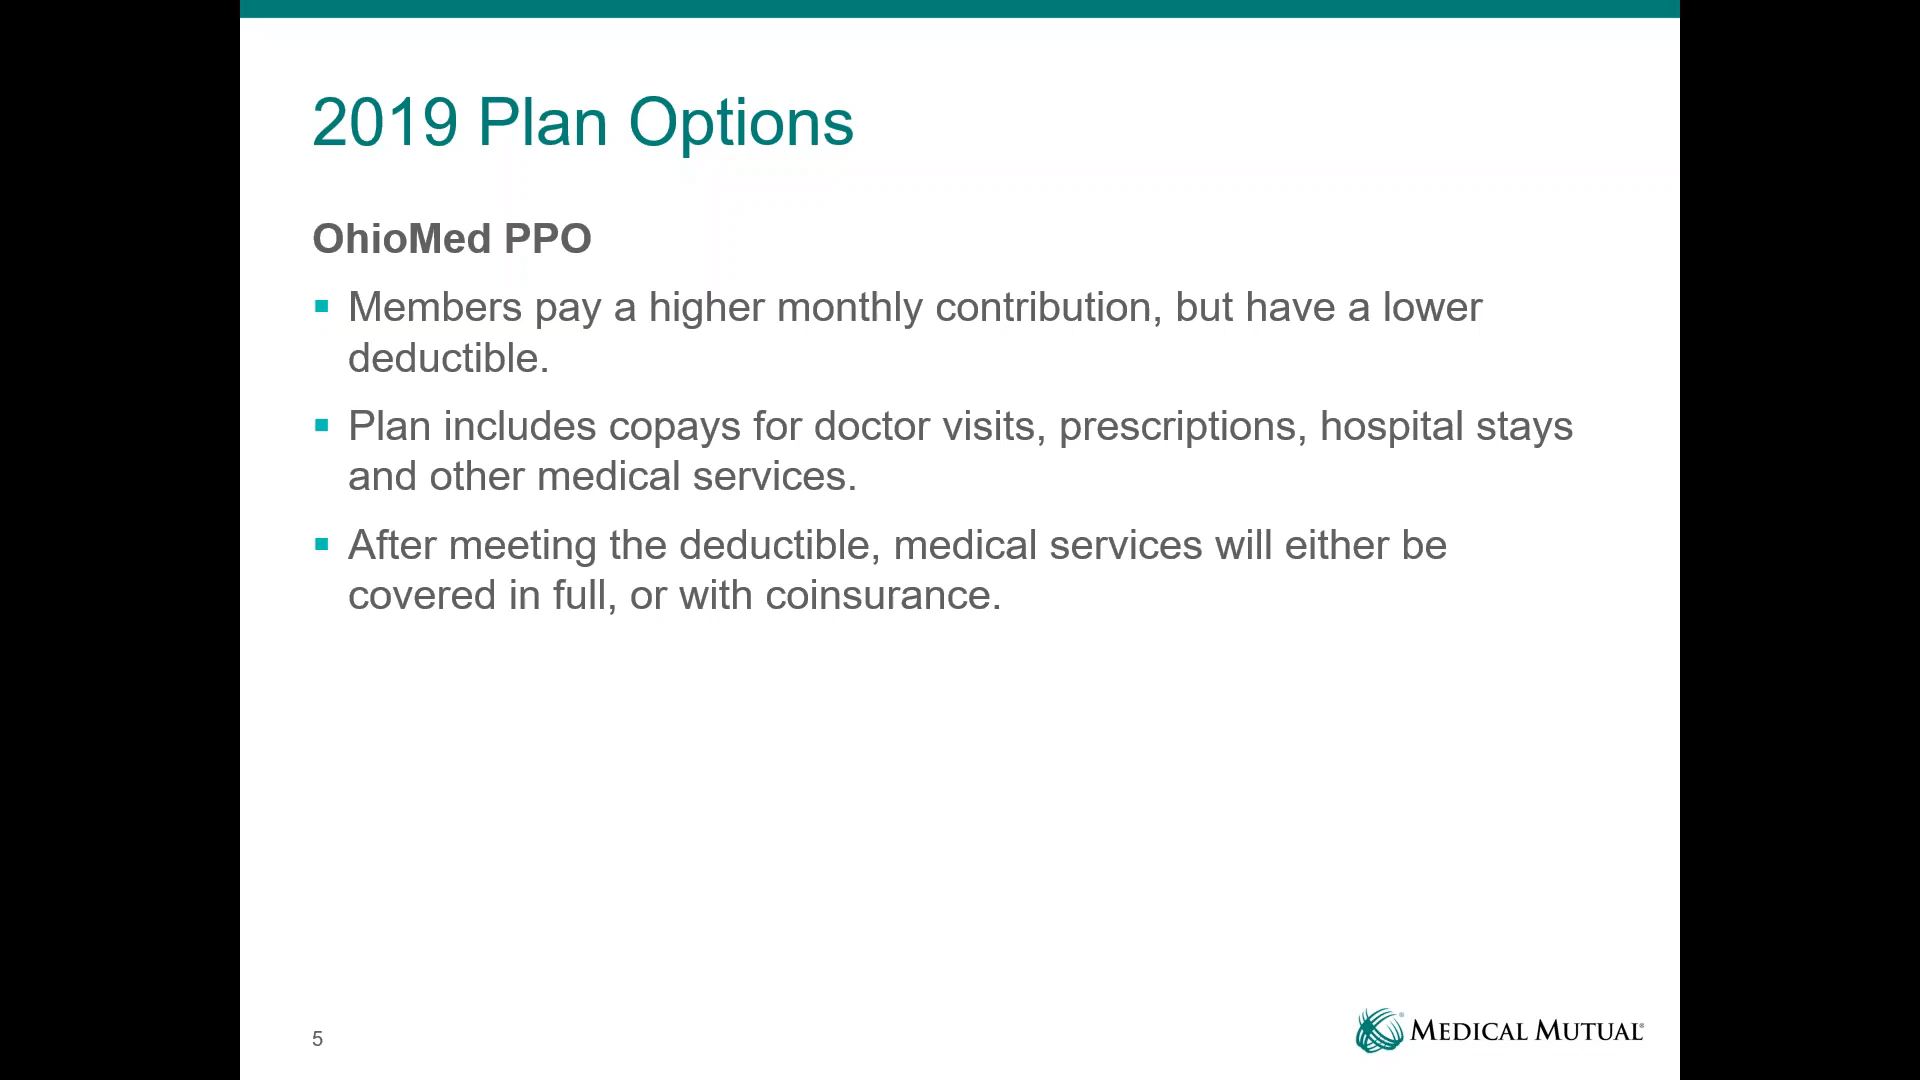 2019 Plan Options
OhioMed PPO
▪ Members pay a higher monthly contribution, but have a lower
deductible.
▪ Plan includes copays for doctor visits, prescriptions, hospital stays
and other medical services.
▪ After meeting the deductible, medical services will either be
covered in full, or with coinsurance.
5
MEDICAL MUTUAL®